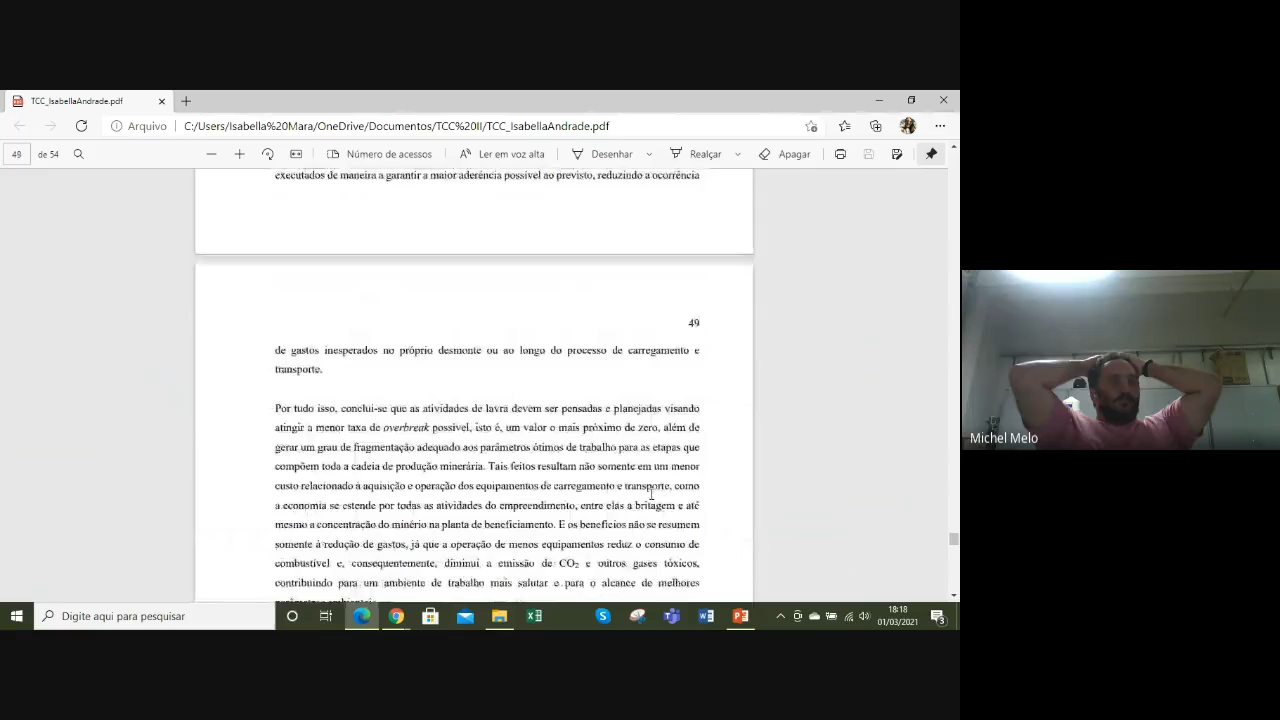 TCC_IsabellaAndrade.pdf
Arquivo C:/Users/Isabella%20Mara/OneDrive/Documentos/TCC%20II/TCC_IsabellaAndrade.pdf
49 de 54 Número de acessos Ler em voz alta Desenhar Realçar Apagar
executados de maneira a garantir a maior aderência possível ao previsto, reduzindo a ocorrência
49
de gastos inesperados no próprio desmonte ou ao longo do processo de carregamento e
transporte.
Por tudo isso, conclui-se que as atividades de lavra devem ser pensadas e planejadas visando
atingir a menor taxa de overbreak possível, isto é, um valor o mais próximo de zero, além de
gerar um grau de fragmentação adequado aos parâmetros ótimos de trabalho para as etapas que
compõem toda a cadeia de produção minerária. Tais feitos resultam não somente em um menor
custo relacionado à aquisição e operação dos equipamentos de carregamento e transporte, como
a economia se estende por todas as atividades do empreendimento, entre elas a britagem e até
mesmo a concentração do minério na planta de beneficiamento. E os benefícios não se resumem
somente à redução de gastos, já que a operação de menos equipamentos reduz o consumo de
combustível e, consequentemente, diminui a emissão de CO₂ e outros gases tóxicos,
contribuindo para um ambiente de trabalho mais salutar e para o alcance de melhores
Michel Melo
Digite aqui para pesquisar
18:18
01/03/2021
3